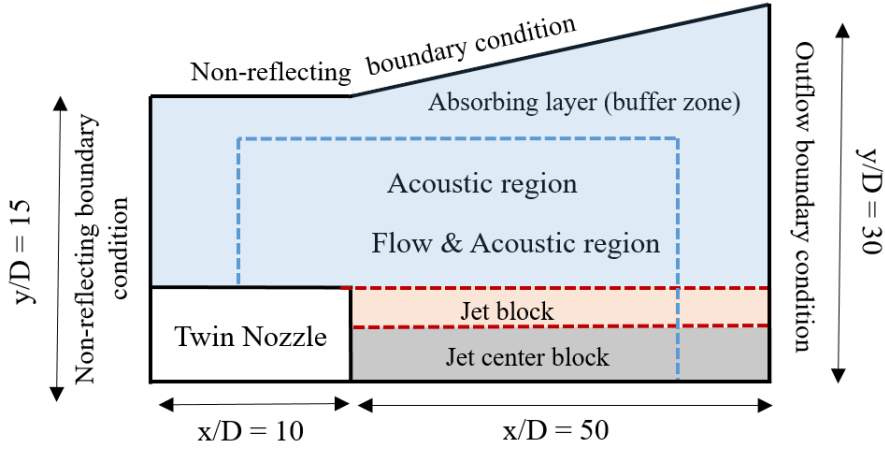 Non-reflecting boundary condition
Absorbing layer (buffer zone)
Acoustic region
Flow & Acoustic region
Jet block
Jet center block
Twin Nozzle
y/D = 15
Non-reflecting boundary
condition
Outflow boundary condition
y/D = 30
x/D = 10
x/D = 50